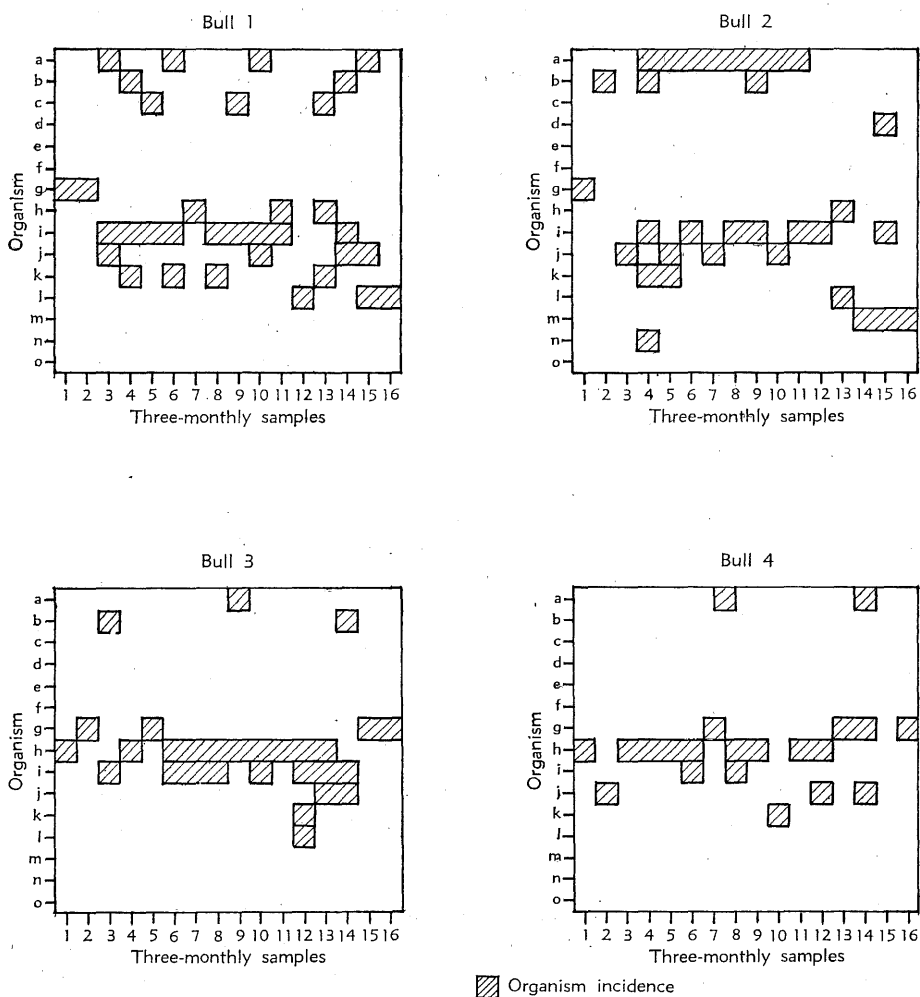 Bull 1
Organism
a
b
c
d
e
f
g
h
i
j
k
l
m
n
o
1 2 3 4 5 6 7 8 9 10 11 12 13 14 15 16
Three-monthly samples
Bull 2
Organism
a
b
c
d
e
f
g
h
i
j
k
l
m
n
o
1 2 3 4 5 6 7 8 9 10 11 12 13 14 15 16
Three-monthly samples
Bull 3
Organism
a
b
c
d
e
f
g
h
i
j
k
l
m
n
o
1 2 3 4 5 6 7 8 9 10 11 12 13 14 15 16
Three-monthly samples
Bull 4
Organism
a
b
c
d
e
f
g
h
i
j
k
l
m
n
o
1 2 3 4 5 6 7 8 9 10 11 12 13 14 15 16
Three-monthly samples
Organism incidence